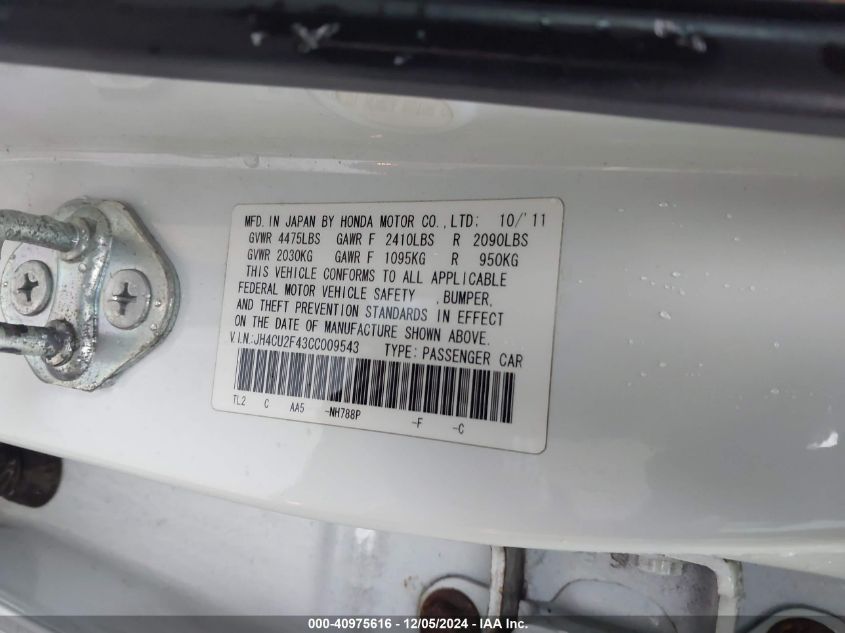 MFD. IN JAPAN BY HONDA MOTOR CO.,LTD: 10/'11
GVWR 4475LBS GAWR F 2410LBS R 2090LBS
GVWR 2030KG GAWR F 1095KG R 950KG
THIS VEHICLE CONFORMS TO ALL APPLICABLE
FEDERAL MOTOR VEHICLE SAFETY , BUMPER,
AND THEFT PREVENTION STANDARDS IN EFFECT
ON THE DATE OF MANUFACTURE SHOWN ABOVE.
V.I.N.:JH4CU2F43CC009543 TYPE: PASSENGER CAR
TL2 C AA5 -NH788P -F -C
000-40975616 - 12/05/2024 - IAA Inc.